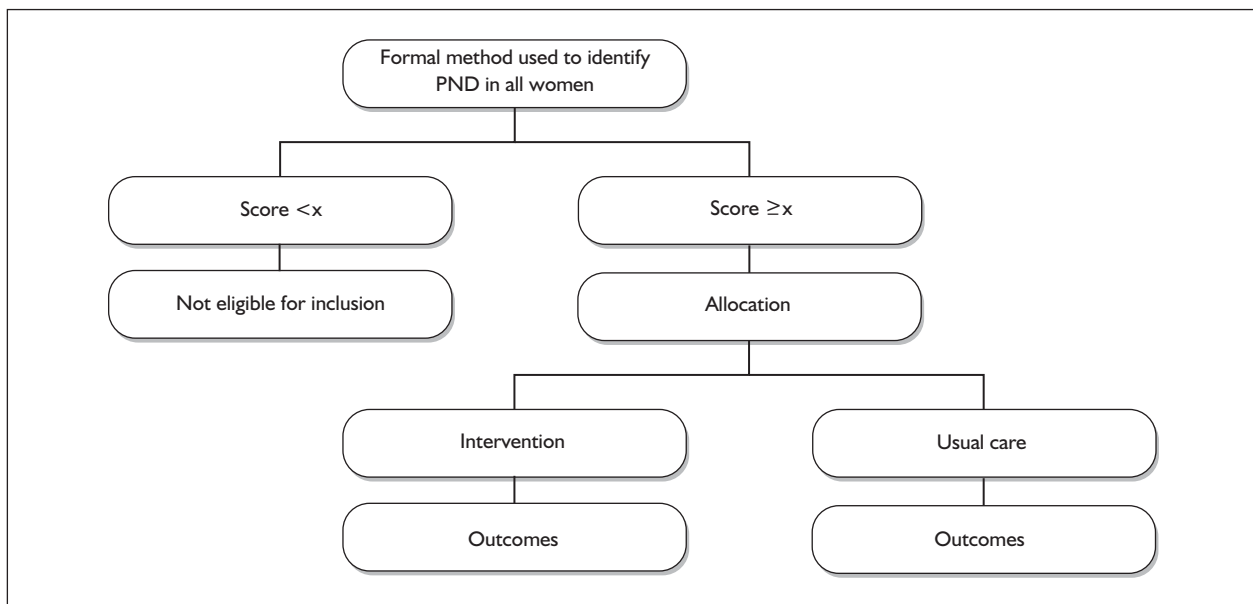 Formal method used to identify
PND in all women
Score <x
Score ≥x
Not eligible for inclusion
Allocation
Intervention
Usual care
Outcomes
Outcomes